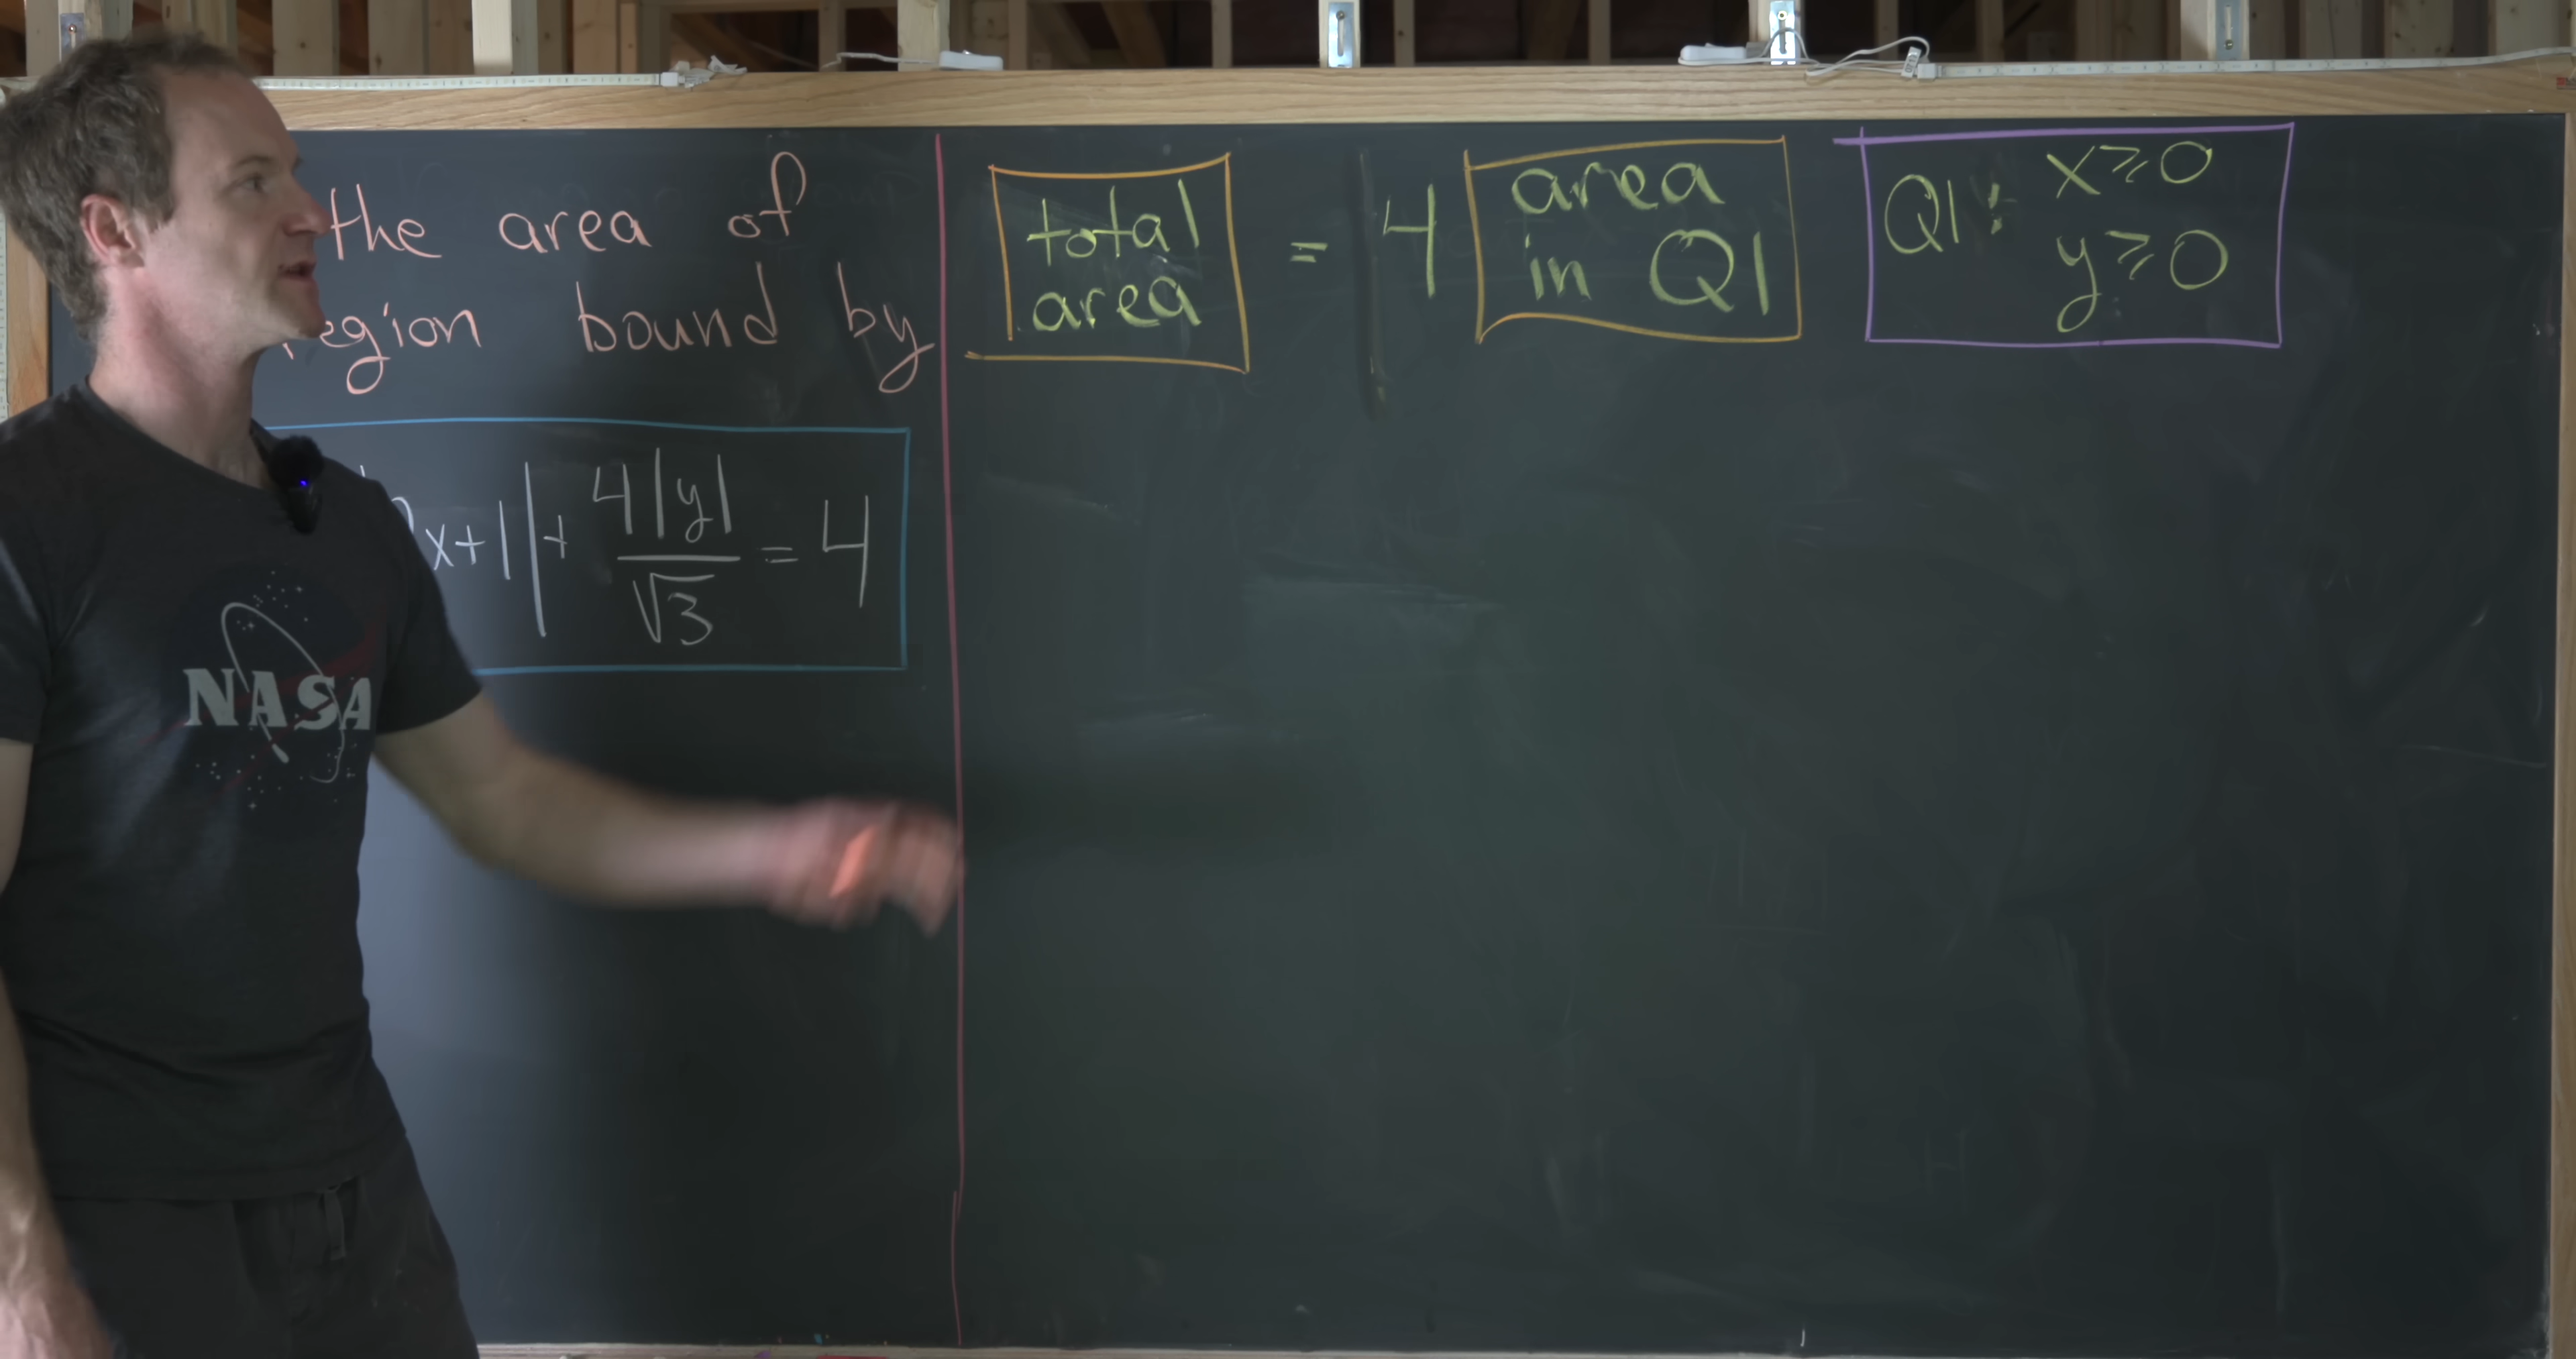 the area of
region bound by
x+1| + 4|y|/√3 = 4
total
area
=
4
area
in Q1
Q1: x≥0
y≥0
NASA